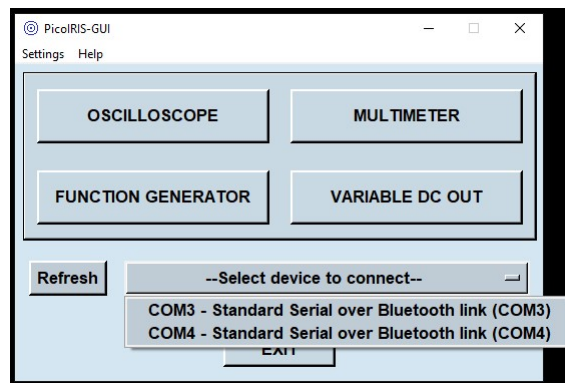 PicoIRIS-GUI
Settings Help
OSCILLOSCOPE
MULTIMETER
FUNCTION GENERATOR
VARIABLE DC OUT
Refresh
--Select device to connect--
COM3 - Standard Serial over Bluetooth link (COM3)
COM4 - Standard Serial over Bluetooth link (COM4)
EXIT